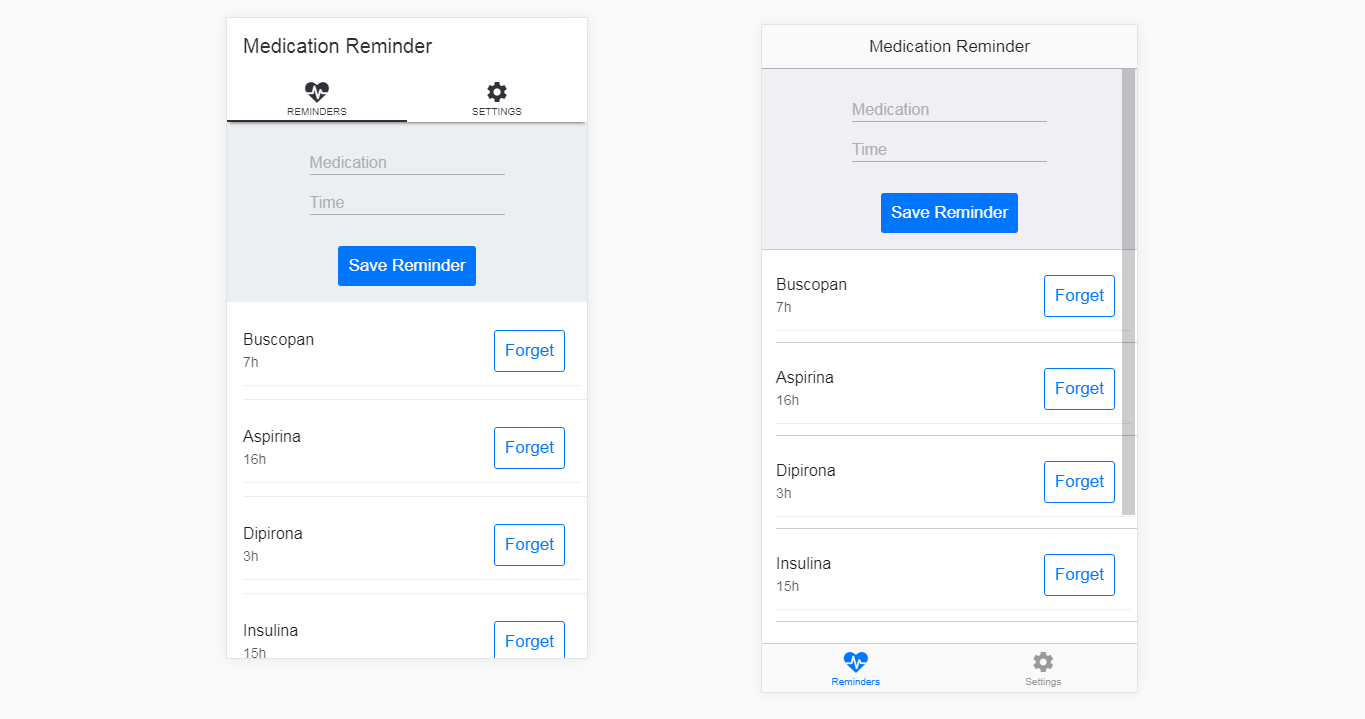 Medication Reminder
REMINDERS
SETTINGS
Medication
Time
Save Reminder
Buscopan
Forget
7h
Aspirina
Forget
16h
Dipirona
Forget
3h
Insulina
Forget
15h
Medication Reminder
Medication
Time
Save Reminder
Buscopan
Forget
7h
Aspirina
Forget
16h
Dipirona
Forget
3h
Insulina
Forget
15h
Reminders
Settings